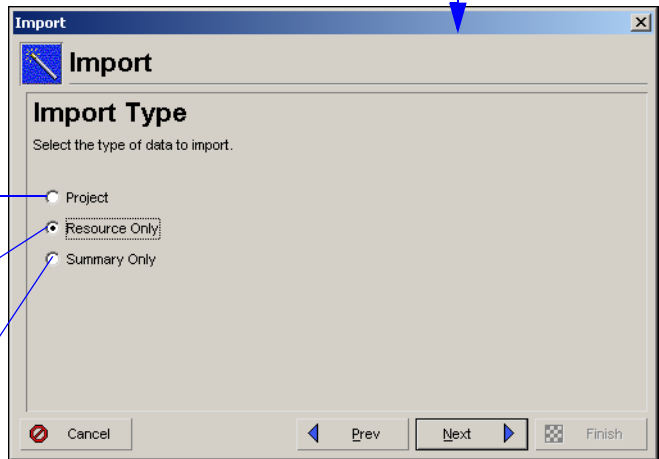 Import
Import
Import Type
Select the type of data to import.
Project
Resource Only
Summary Only
Cancel
Prev
Next
Finish